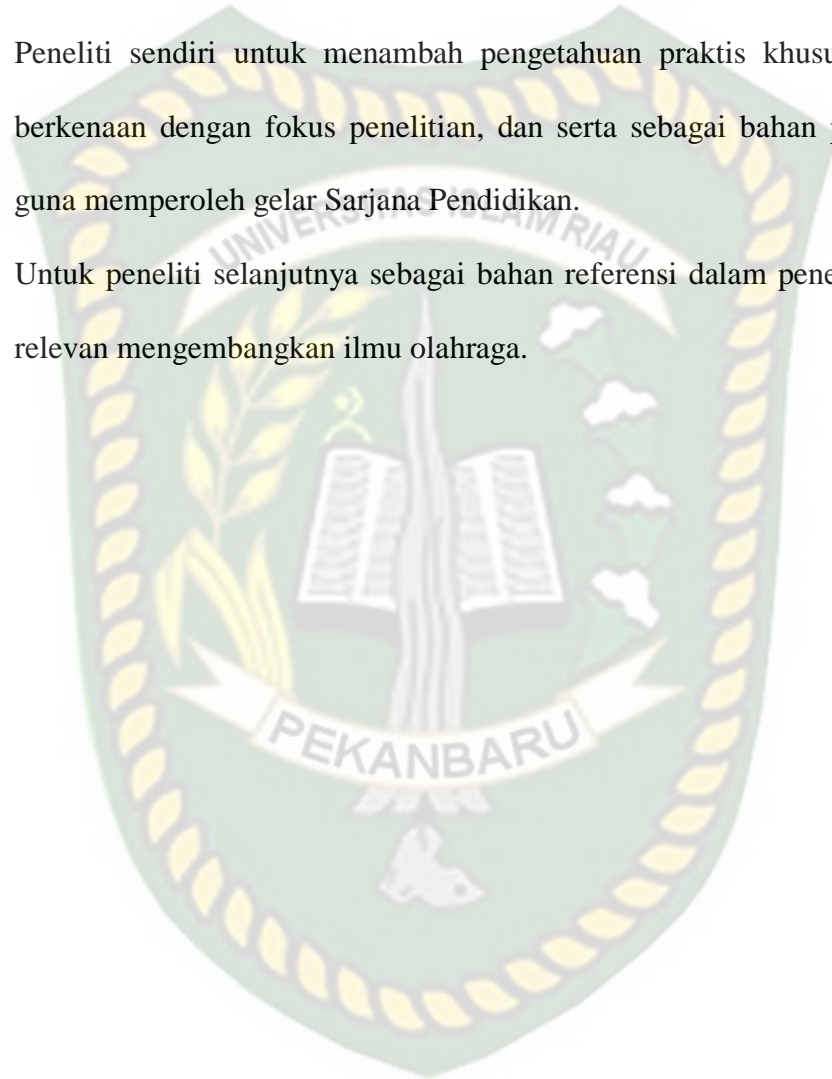 Peneliti sendiri untuk menambah pengetahuan praktis khusu
berkenaan dengan fokus penelitian, dan serta sebagai bahan
guna memperoleh gelar Sarjana Pendidikan.
UNIVERSITAS ISLAM RIAU
Untuk peneliti selanjutnya sebagai bahan referensi dalam pene
relevan mengembangkan ilmu olahraga.
PEKANBARU